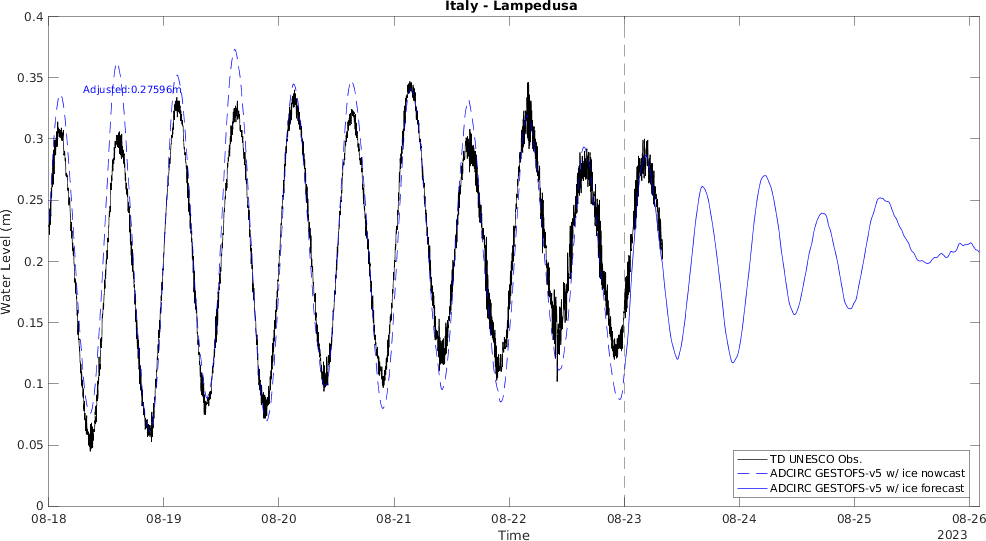 Italy - Lampedusa
0.4
0.35
0.3
0.25
0.2
0.15
0.1
0.05
0
Water Level (m)
Adjusted:0.27596m
TD UNESCO Obs.
ADCIRC GESTOFS-v5 w/ ice nowcast
ADCIRC GESTOFS-v5 w/ ice forecast
08-18 08-19 08-20 08-21 08-22 08-23 08-24 08-25 08-26
Time
2023